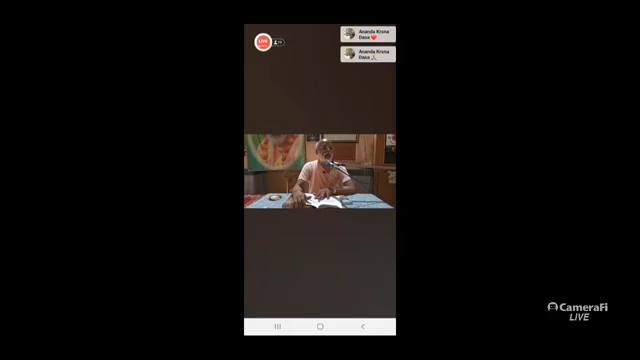 LIVE
Ananda Krsna
Dasa ❤️
Ananda Krsna
Dasa 🙏
CameraFi
LIVE